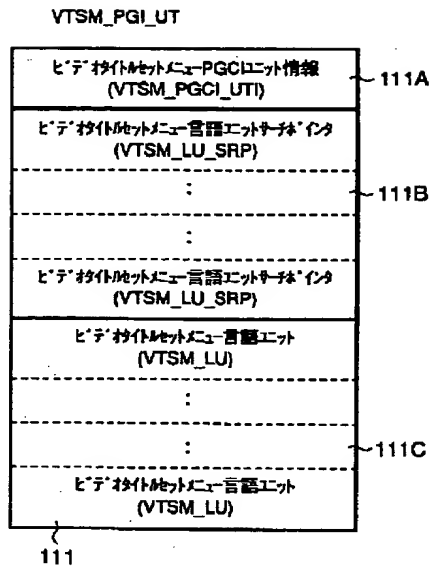 VTSM_PGI_UT
ビデオタイトルセットメニューPGCIユニット情報
(VTSM_PGCI_UTI)
111A
ビデオタイトルセットメニュー言語エットサーチポインタ
(VTSM_LU_SRP)
:
111B
:
ビデオタイトルセットメニュー言語エットサーチポインタ
(VTSM_LU_SRP)
ビデオタイトルセットメニュー言語ユニット
(VTSM_LU)
:
:
111C
ビデオタイトルセットメニュー言語ユニット
(VTSM_LU)
111